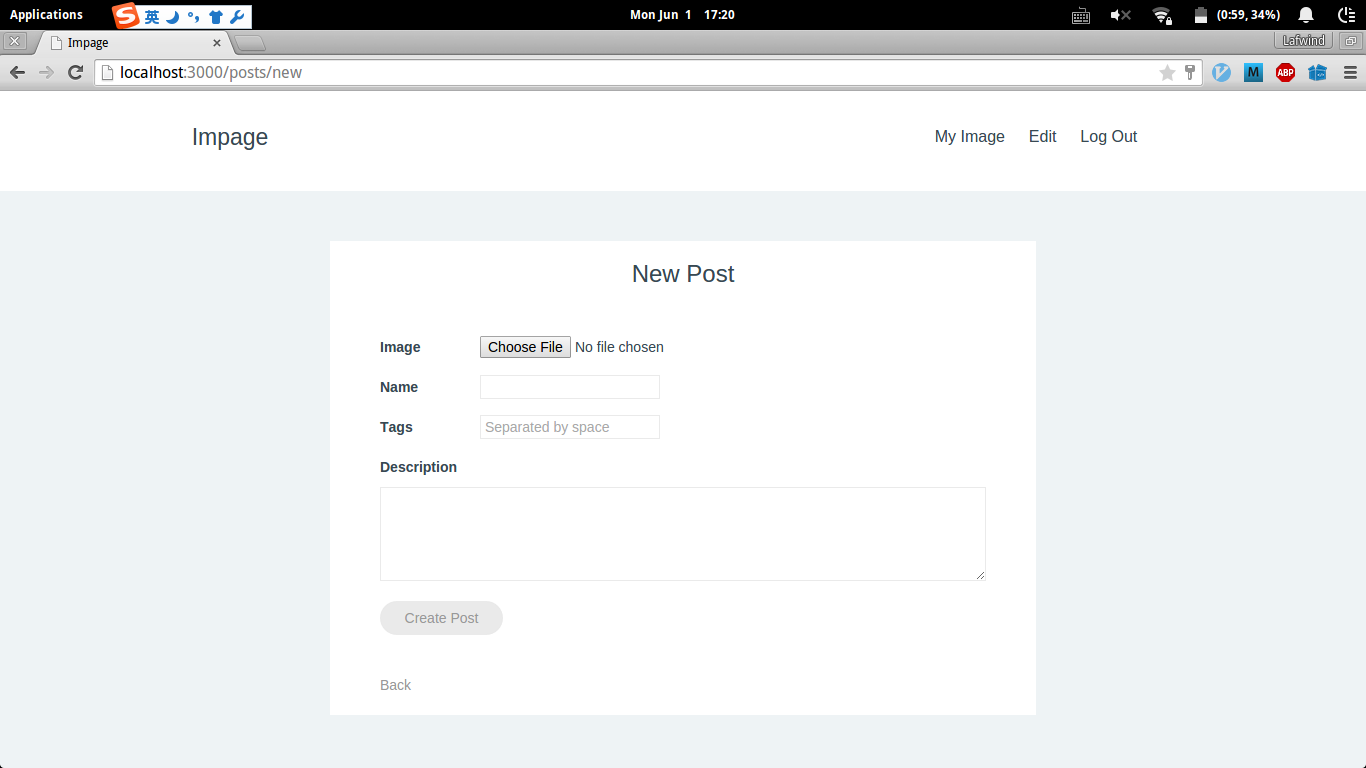 Applications 英 Mon Jun 1 17:20 (0:59, 34%)
Impage Lafwind
localhost:3000/posts/new M ABP
Impage My Image Edit Log Out
New Post
Image Choose File No file chosen
Name
Tags Separated by space
Description
Create Post
Back